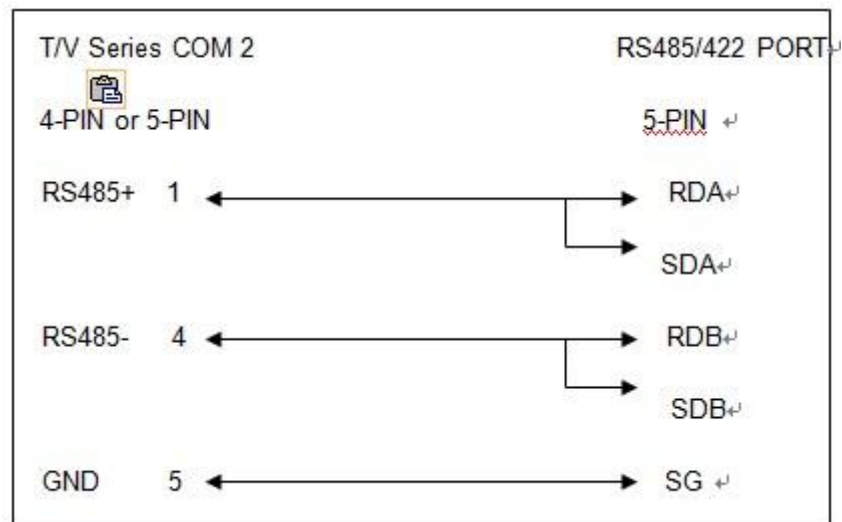 T/V Series COM 2 RS485/422 PORT
4-PIN or 5-PIN 5-PIN
RS485+ 1 RDA
SDA
RS485- 4 RDB
SDB
GND 5 SG